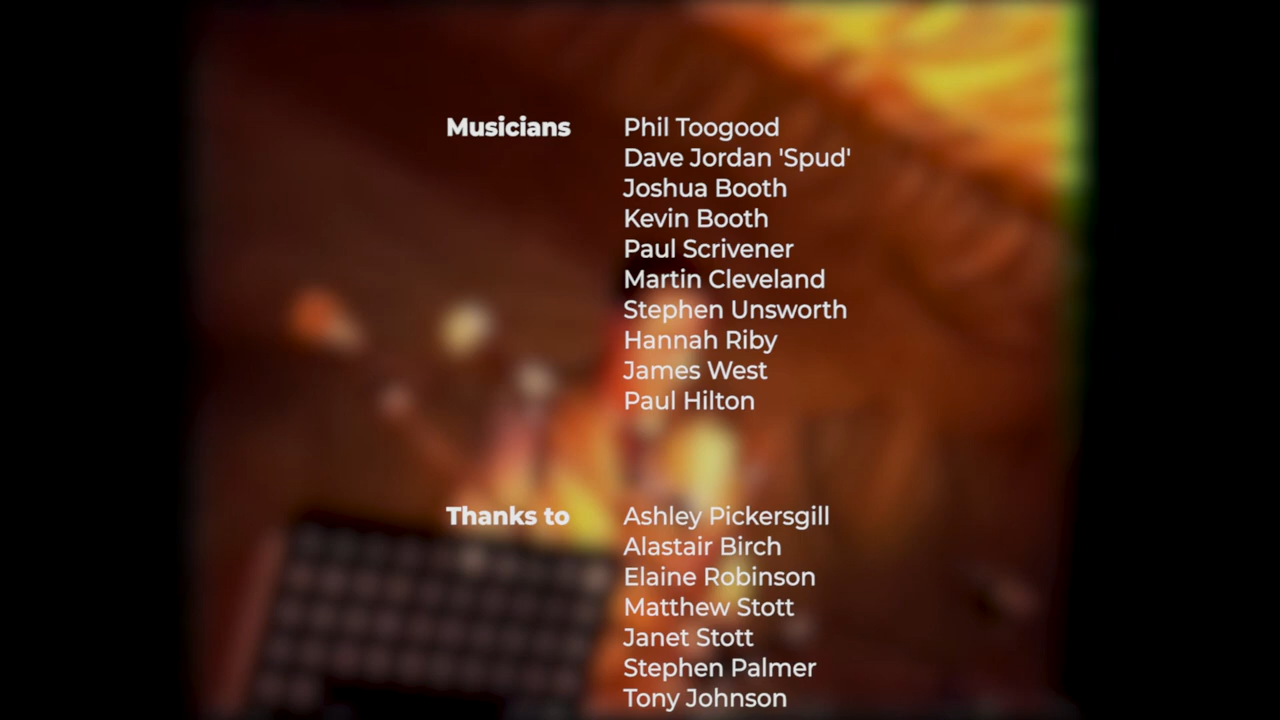 Musicians Phil Toogood
Dave Jordan 'Spud'
Joshua Booth
Kevin Booth
Paul Scrivener
Martin Cleveland
Stephen Unsworth
Hannah Riby
James West
Paul Hilton
Thanks to Ashley Pickersgill
Alastair Birch
Elaine Robinson
Matthew Stott
Janet Stott
Stephen Palmer
Tony Johnson